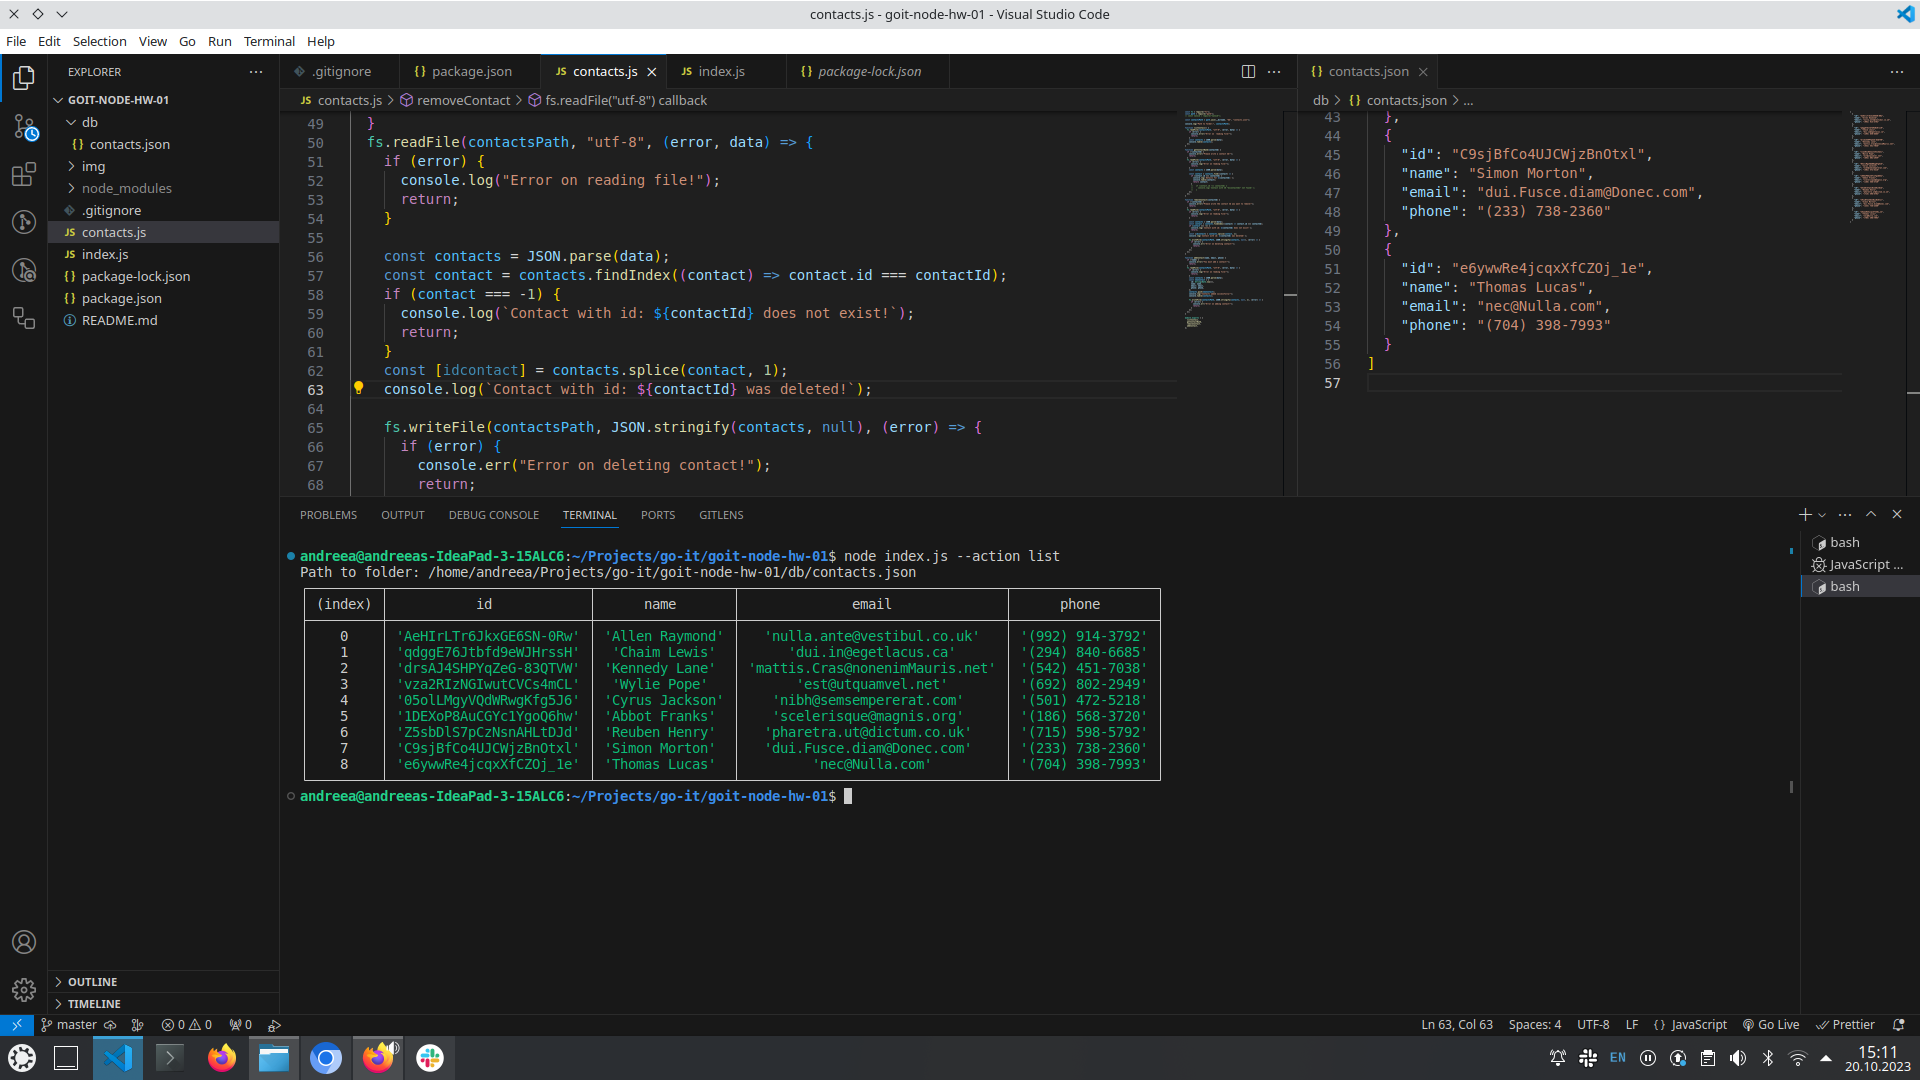 contacts.js - goit-node-hw-01 - Visual Studio Code
File Edit Selection View Go Run Terminal Help
EXPLORER
GOIT-NODE-HW-01
db
contacts.json
img
node_modules
.gitignore
contacts.js
index.js
package-lock.json
package.json
README.md
OUTLINE
TIMELINE
.gitignore
{} package.json
JS contacts.js
JS index.js
{} package-lock.json
JS contacts.js > removeContact > fs.readFile("utf-8") callback
49 }
50 fs.readFile(contactsPath, "utf-8", (error, data) => {
51 if (error) {
52 console.log("Error on reading file!");
53 return;
54 }
55
56 const contacts = JSON.parse(data);
57 const contact = contacts.findIndex((contact) => contact.id === contactId);
58 if (contact === -1) {
59 console.log(`Contact with id: ${contactId} does not exist!`);
60 return;
61 }
62 const [idcontact] = contacts.splice(contact, 1);
63 console.log(`Contact with id: ${contactId} was deleted!`);
64
65 fs.writeFile(contactsPath, JSON.stringify(contacts, null), (error) => {
66 if (error) {
67 console.err("Error on deleting contact!");
68 return;
{} contacts.json
db > {} contacts.json > ...
43 },
44 {
45 "id": "C9sjBfCo4UJCWjzBnOtxl",
46 "name": "Simon Morton",
47 "email": "dui.Fusce.diam@Donec.com",
48 "phone": "(233) 738-2360"
49 },
50 {
51 "id": "e6ywwRe4jcqxXfCZOj_1e",
52 "name": "Thomas Lucas",
53 "email": "nec@Nulla.com",
54 "phone": "(704) 398-7993"
55 }
56 ]
57
PROBLEMS OUTPUT DEBUG CONSOLE TERMINAL PORTS GITLENS
andreea@andreeas-IdeaPad-3-15ALC6:~/Projects/go-it/goit-node-hw-01$ node index.js --action list
Path to folder: /home/andreea/Projects/go-it/goit-node-hw-01/db/contacts.json
(index) id name email phone
0 'AeHIrLTr6JkxGE6SN-0Rw' 'Allen Raymond' 'nulla.ante@vestibul.co.uk' '(992) 914-3792'
1 'qdggE76Jtbfd9eWJHrssH' 'Chaim Lewis' 'dui.in@egetlacus.ca' '(294) 840-6685'
2 'drsAJ4SHPYqZeG-83QTVW' 'Kennedy Lane' 'mattis.Cras@nonenimMauris.net' '(542) 451-7038'
3 'vza2RIzNGIwutCVCs4mCL' 'Wylie Pope' 'est@utquamvel.net' '(692) 802-2949'
4 '05olLMgyVQdWRwgKfg5J6' 'Cyrus Jackson' 'nibh@semsempererat.com' '(501) 472-5218'
5 '1DEXoP8AuCGYc1YgoQ6hw' 'Abbot Franks' 'scelerisque@magnis.org' '(186) 568-3720'
6 'Z5sbDlS7pCzNsnAHLtDJd' 'Reuben Henry' 'pharetra.ut@dictum.co.uk' '(715) 598-5792'
7 'C9sjBfCo4UJCWjzBnOtxl' 'Simon Morton' 'dui.Fusce.diam@Donec.com' '(233) 738-2360'
8 'e6ywwRe4jcqxXfCZOj_1e' 'Thomas Lucas' 'nec@Nulla.com' '(704) 398-7993'
andreea@andreeas-IdeaPad-3-15ALC6:~/Projects/go-it/goit-node-hw-01$
bash
JavaScript ...
bash
master 0 0 0
Ln 63, Col 63 Spaces: 4 UTF-8 LF {} JavaScript Go Live Prettier
EN
15:11
20.10.2023